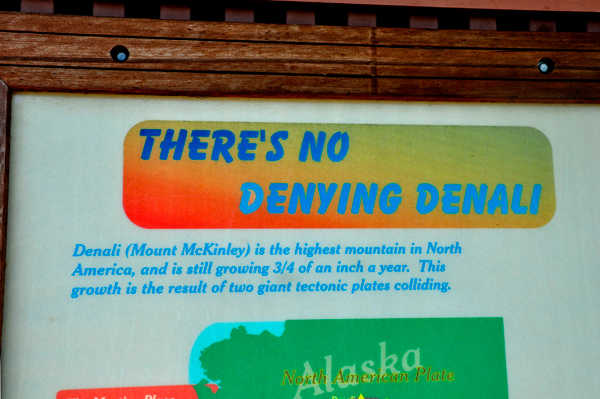 THERE'S NO
DENYING DENALI
Denali (Mount McKinley) is the highest mountain in North
America, and is still growing 3/4 of an inch a year. This
growth is the result of two giant tectonic plates colliding.
Alaska
North American Plate